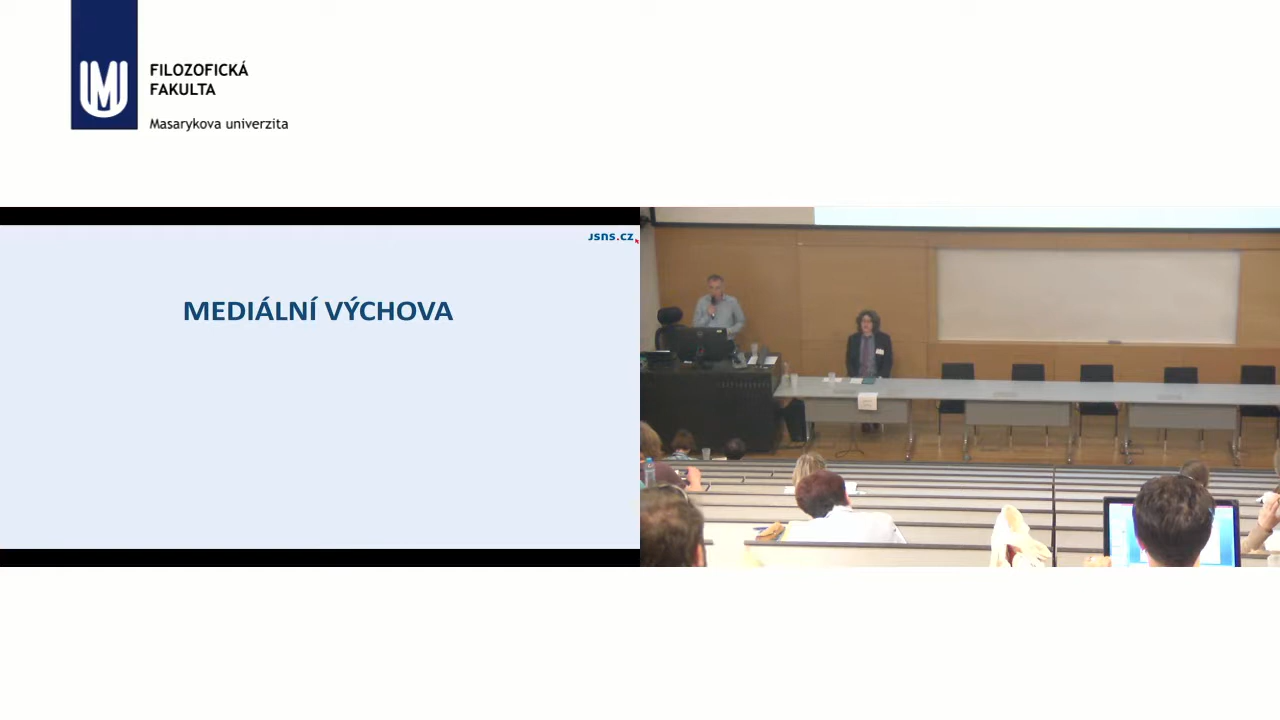 FILOZOFICKÁ
FAKULTA
Masarykova univerzita
JSNS.CZ
MEDIÁLNÍ VÝCHOVA